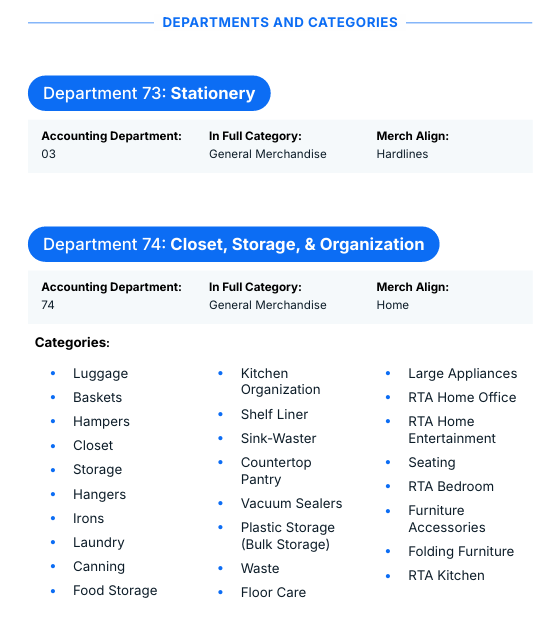 DEPARTMENTS AND CATEGORIES
Department 73: Stationery
Accounting Department:
03
In Full Category:
General Merchandise
Merch Align:
Hardlines
Department 74: Closet, Storage, & Organization
Accounting Department:
74
In Full Category:
General Merchandise
Merch Align:
Home
Categories:
• Luggage
• Baskets
• Hampers
• Closet
• Storage
• Hangers
• Irons
• Laundry
• Canning
• Food Storage
• Kitchen
Organization
• Shelf Liner
• Sink-Waster
• Countertop
Pantry
• Vacuum Sealers
• Plastic Storage
(Bulk Storage)
• Waste
• Floor Care
• Large Appliances
• RTA Home Office
• RTA Home
Entertainment
• Seating
• RTA Bedroom
• Furniture
Accessories
• Folding Furniture
• RTA Kitchen